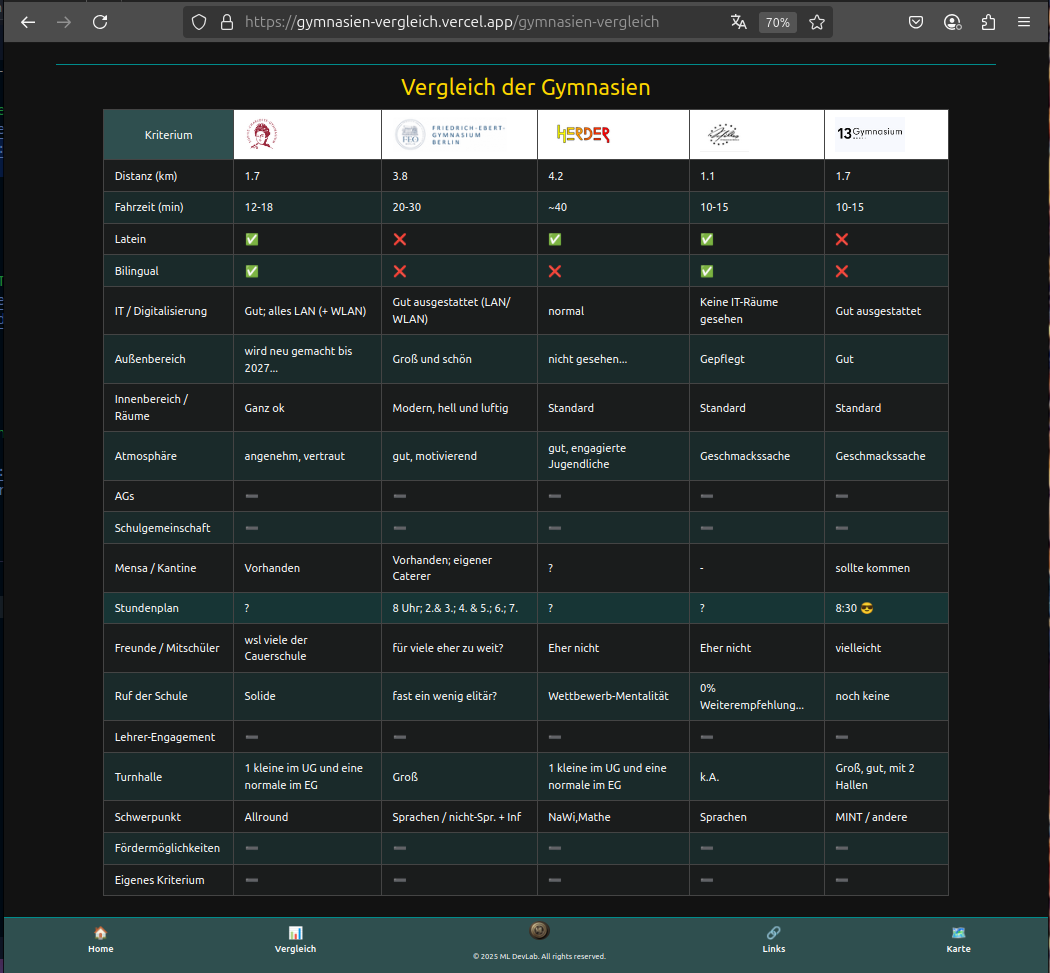 https://gymnasien-vergleich.vercel.app/gymnasien-vergleich
70%
Vergleich der Gymnasien
Kriterium
FRIEDRICH-EBERT-
GYMNASIUM
BERLIN
FEO
HERDER
13 Gymnasium
Distanz (km) 1.7 3.8 4.2 1.1 1.7
Fahrzeit (min) 12-18 20-30 ~40 10-15 10-15
Latein ✅ ❌ ✅ ✅ ❌
Bilingual ✅ ❌ ❌ ✅ ❌
IT / Digitalisierung
Gut; alles LAN (+ WLAN)
Gut ausgestattet (LAN/
WLAN)
normal
Keine IT-Räume
gesehen
Gut ausgestattet
Außenbereich
wird neu gemacht bis
2027...
Groß und schön
nicht gesehen...
Gepflegt
Gut
Innenbereich /
Räume
Ganz ok
Modern, hell und luftig
Standard
Standard
Standard
Atmosphäre
angenehm, vertraut
gut, motivierend
gut, engagierte
Jugendliche
Geschmackssache
Geschmackssache
AGs ➖ ➖ ➖ ➖ ➖
Schulgemeinschaft ➖ ➖ ➖ ➖ ➖
Mensa / Kantine
Vorhanden
Vorhanden; eigener
Caterer
?
-
sollte kommen
Stundenplan ? 8 Uhr; 2.& 3.; 4. & 5.; 6.; 7. ? ? 8:30 😎
Freunde / Mitschüler
wsl viele der
Cauerschule
für viele eher zu weit?
Eher nicht
Eher nicht
vielleicht
Ruf der Schule
Solide
fast ein wenig elitär?
Wettbewerb-Mentalität
0%
Weiterempfehlung...
noch keine
Lehrer-Engagement ➖ ➖ ➖ ➖ ➖
Turnhalle
1 kleine im UG und eine
normale im EG
Groß
1 kleine im UG und eine
normale im EG
k.A.
Groß, gut, mit 2
Hallen
Schwerpunkt Allround Sprachen / nicht-Spr. + Inf NaWi,Mathe Sprachen MINT / andere
Fördermöglichkeiten ➖ ➖ ➖ ➖ ➖
Eigenes Kriterium ➖ ➖ ➖ ➖ ➖
Home
Vergleich
© 2025 ML DevLab. All rights reserved.
Links
Karte